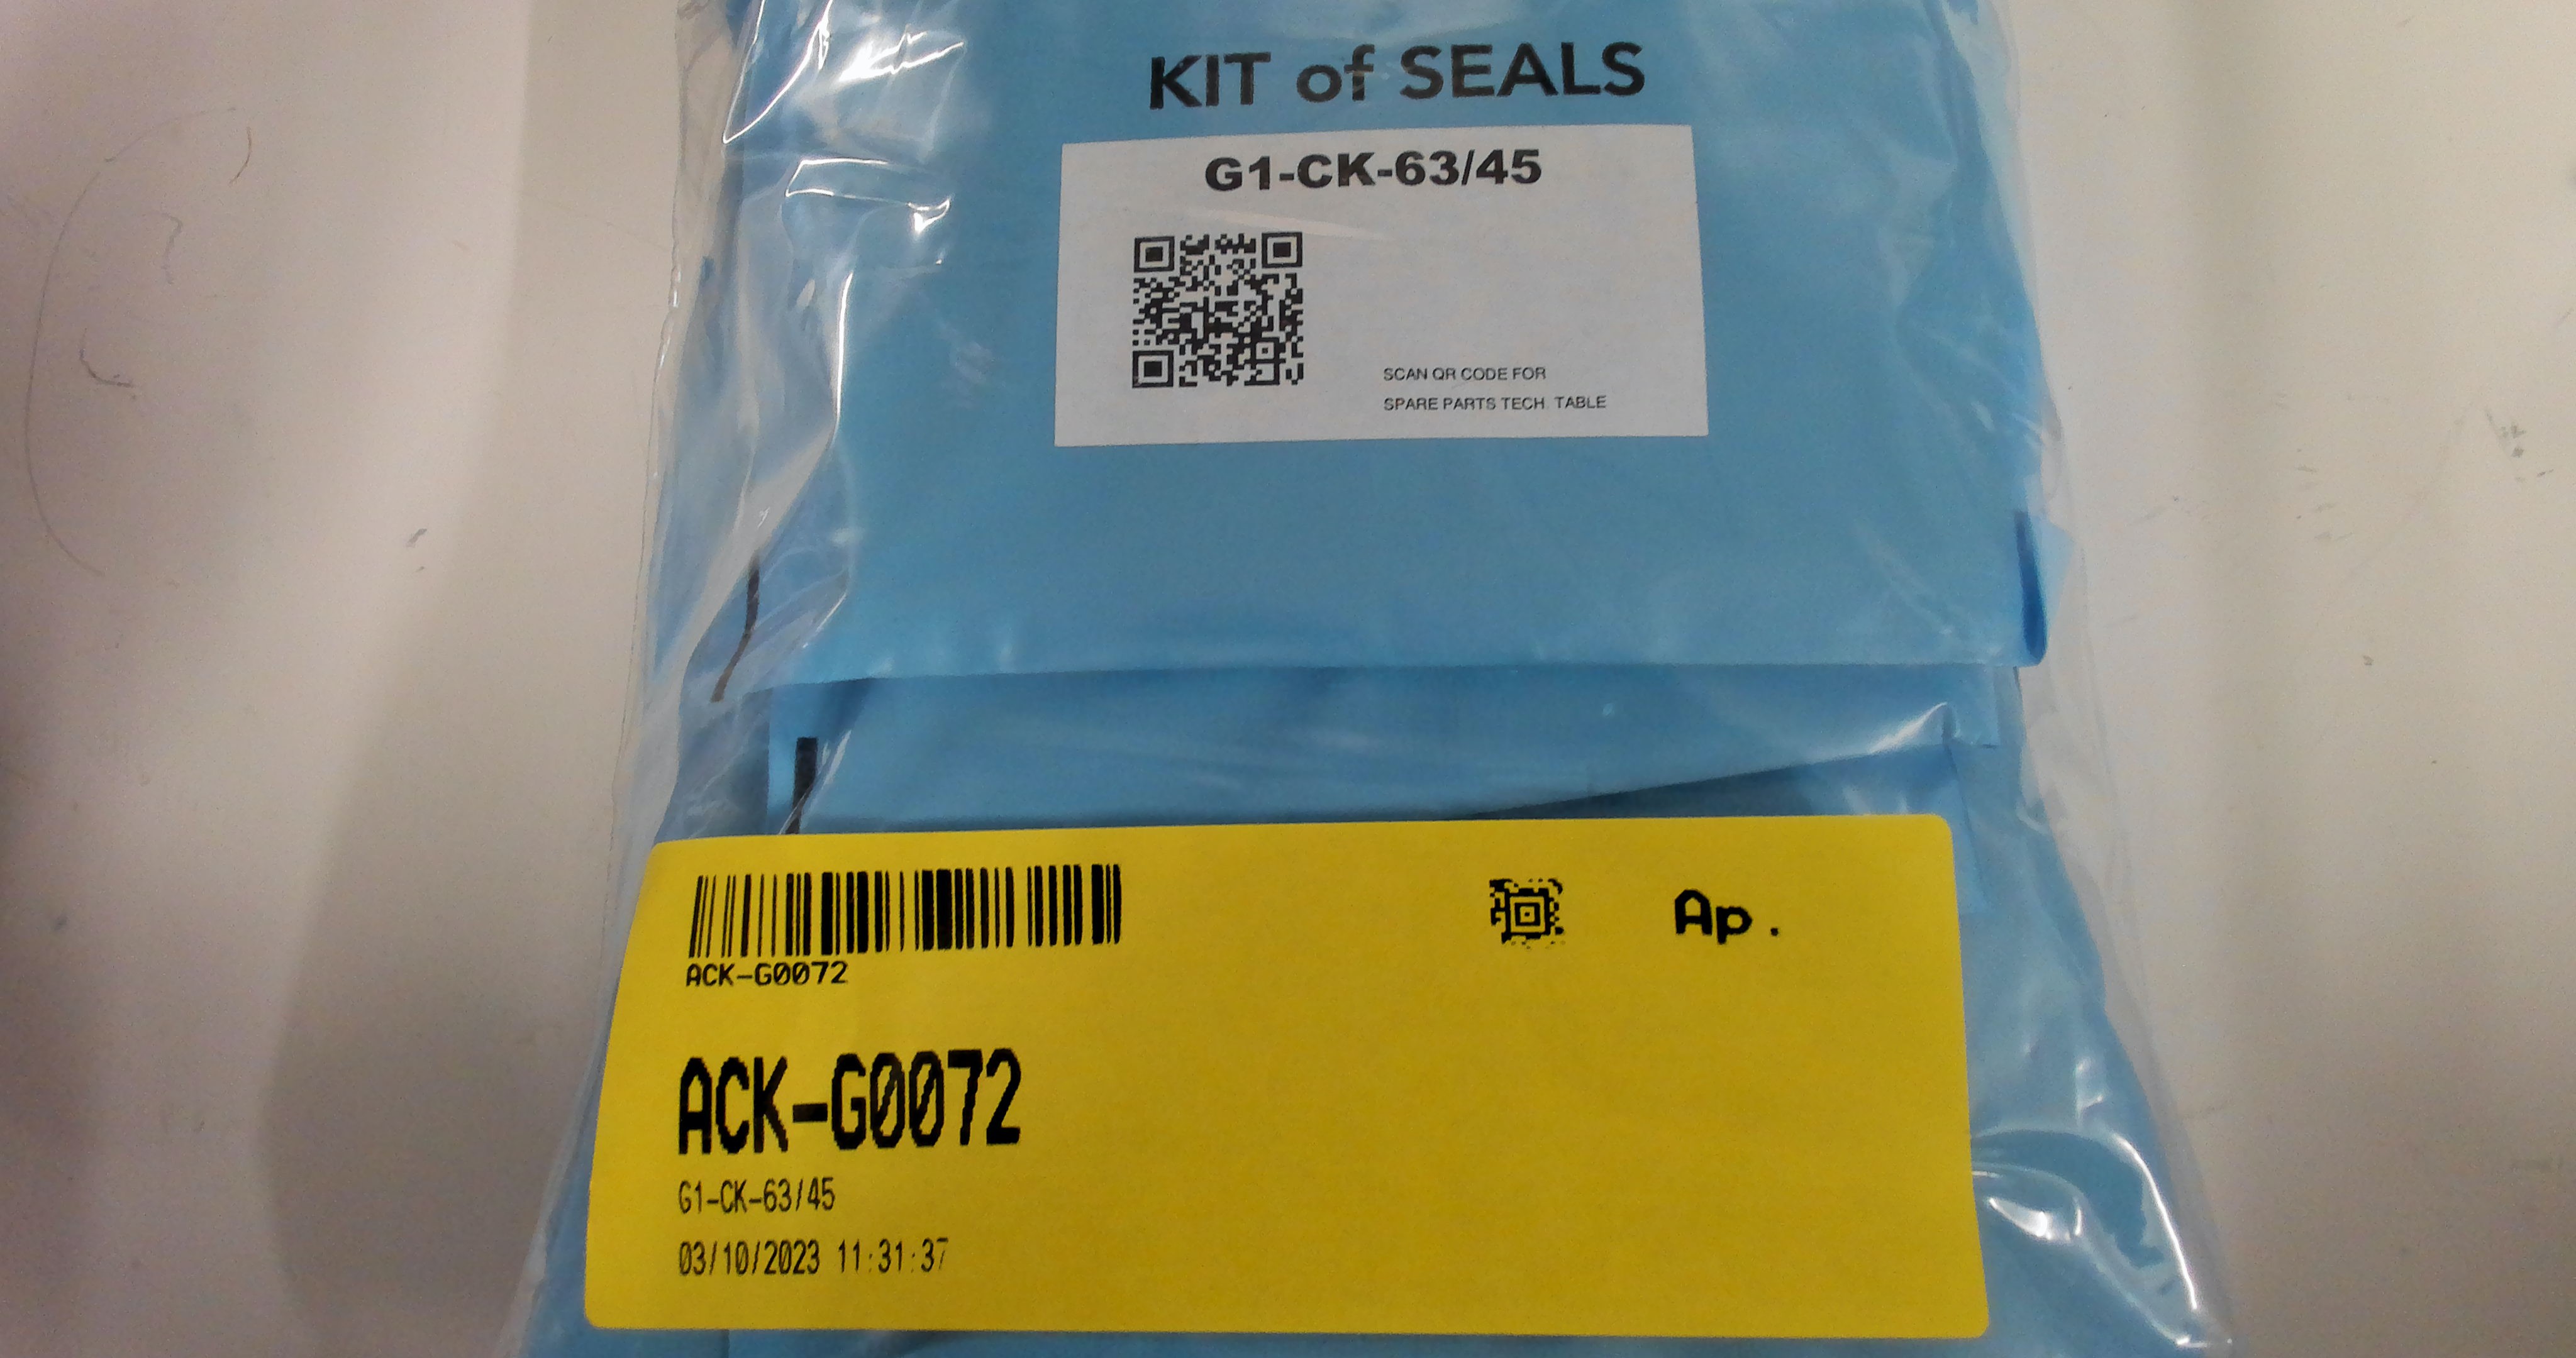 KIT of SEALS
G1-CK-63/45
SCAN QR CODE FOR
SPARE PARTS TECH. TABLE
Ap.
ACK-G0072
ACK-G0072
G1-CK-63/45
03/10/2023 11:31:37